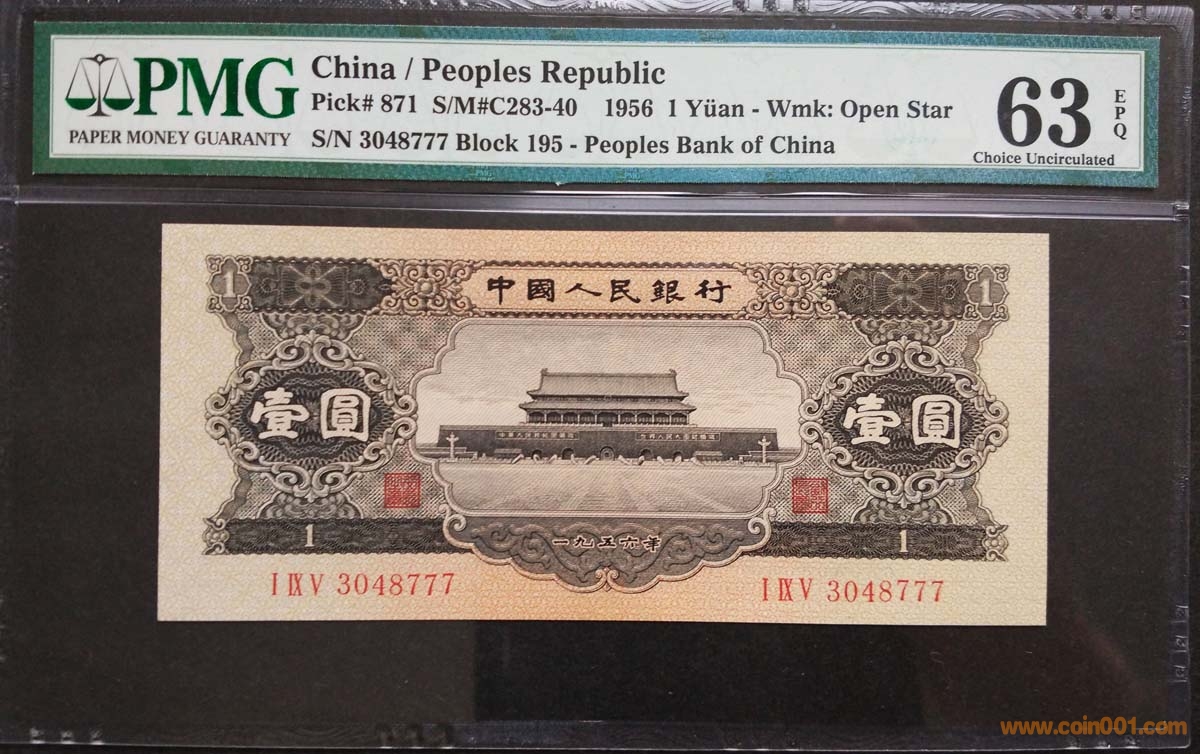 PMG
PAPER MONEY GUARANTY
China / Peoples Republic
Pick# 871 S/M#C283-40 1956 1 Yüan - Wmk: Open Star
S/N 3048777 Block 195 - Peoples Bank of China
63
EPQ
Choice Uncirculated
1 中國人民銀行 1
壹圓 壹圓
1 一九五六年 1
I IX V 3048777 I IX V 3048777
www.coin001.com